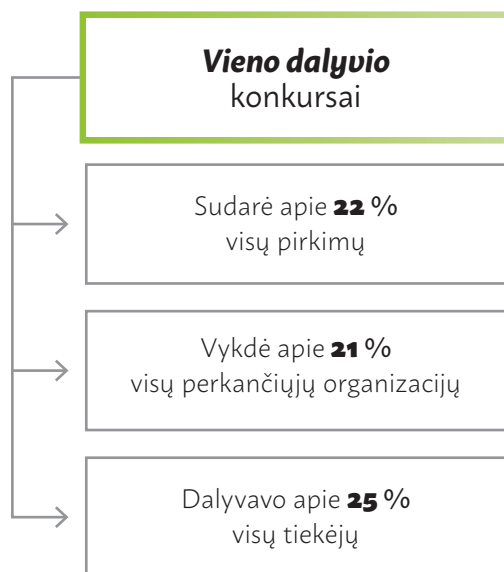 Vieno dalyvio
konkursai
Sudarė apie 22 %
visų pirkimų
Vykdė apie 21 %
visų perkančiųjų organizacijų
Dalyvavo apie 25 %
visų tiekėjų